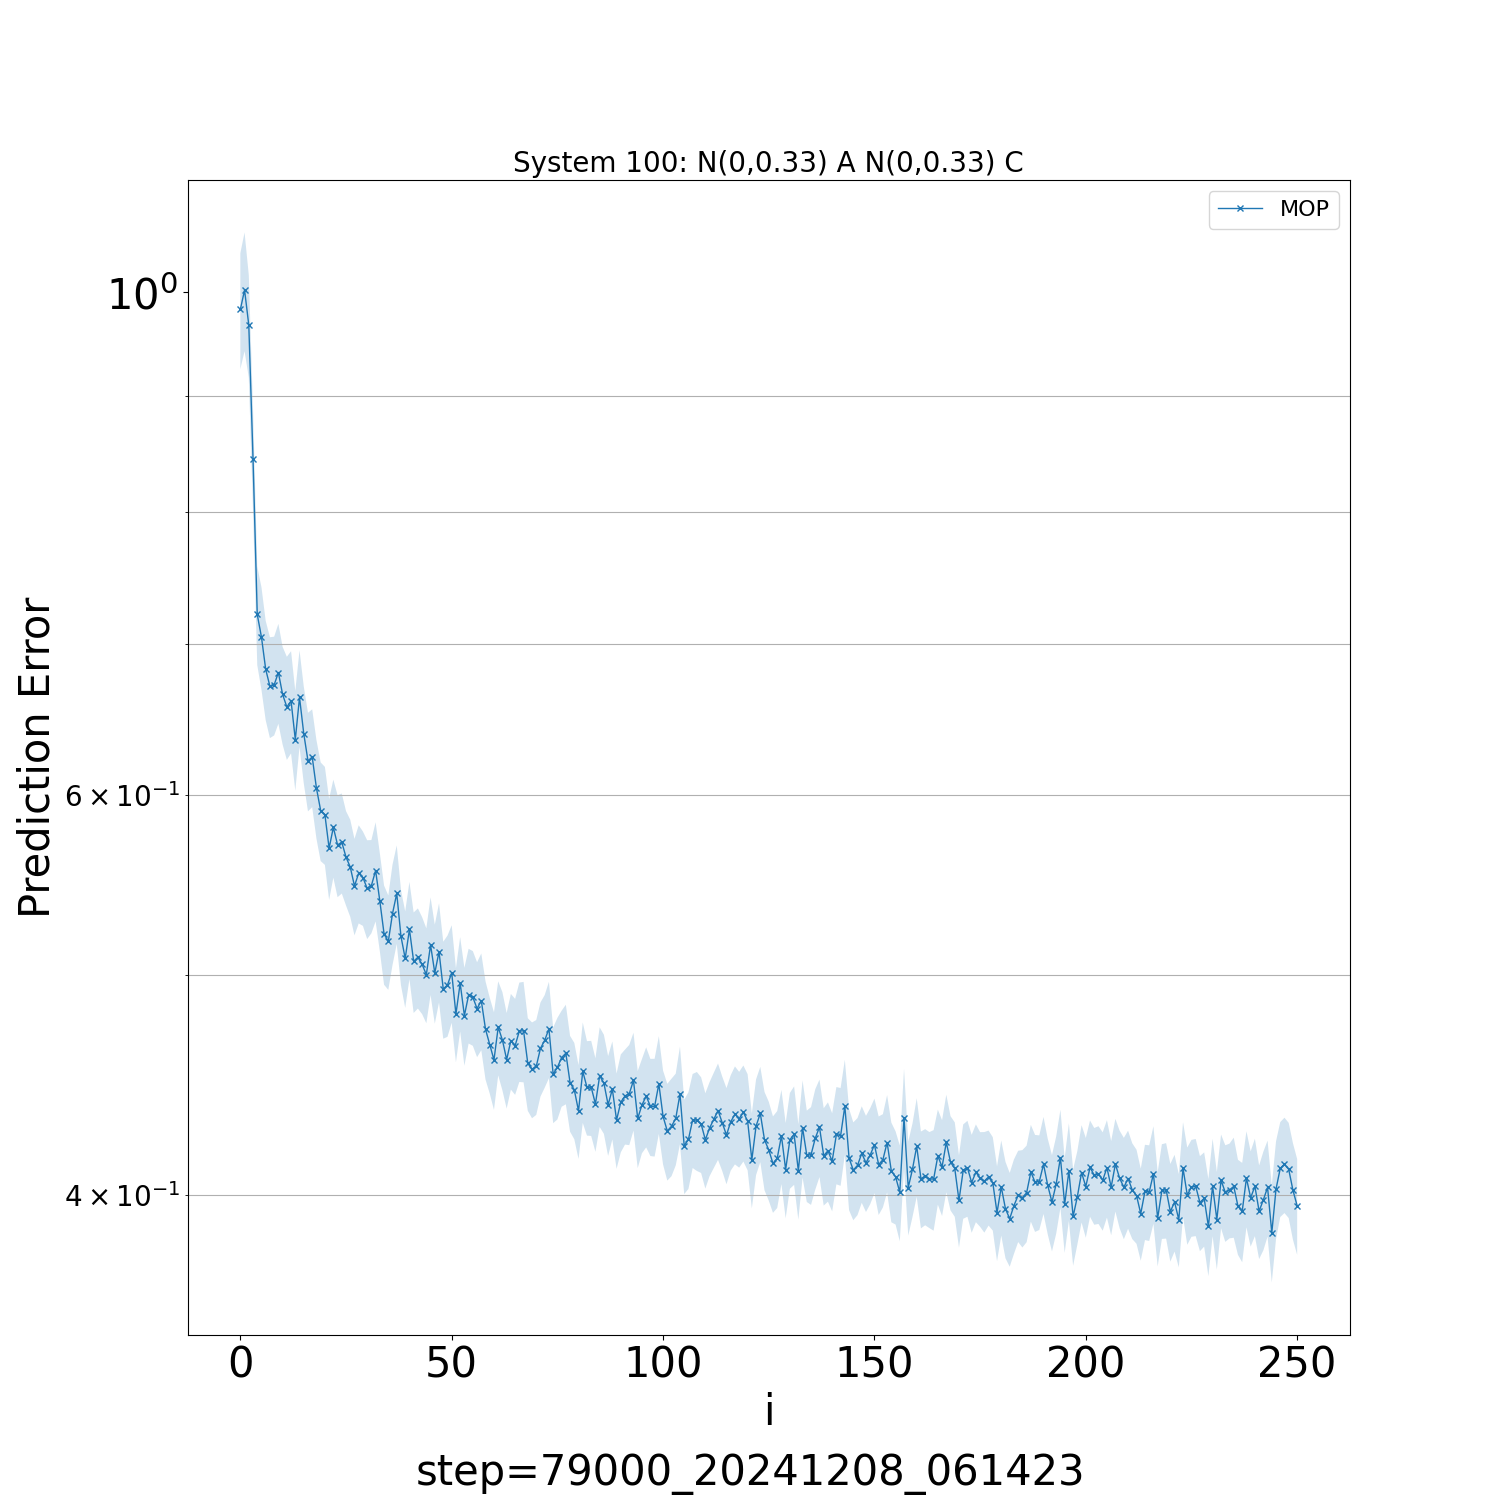 System 100: N(0,0.33) A N(0,0.33) C
MOP
10⁰
6 × 10⁻¹
4 × 10⁻¹
Prediction Error
0 50 100 150 200 250
i
step=79000_20241208_061423